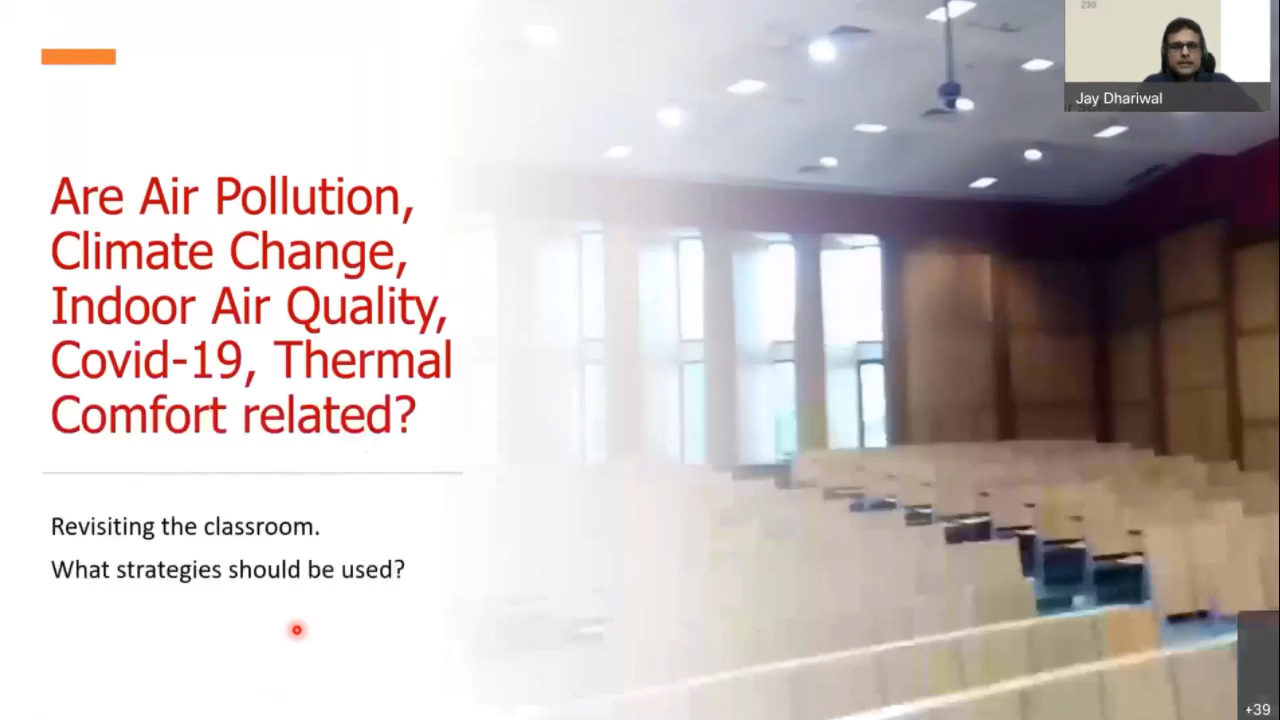 Are Air Pollution,
Climate Change,
Indoor Air Quality,
Covid-19, Thermal
Comfort related?
Revisiting the classroom.
What strategies should be used?
230
Jay Dhariwal
+39